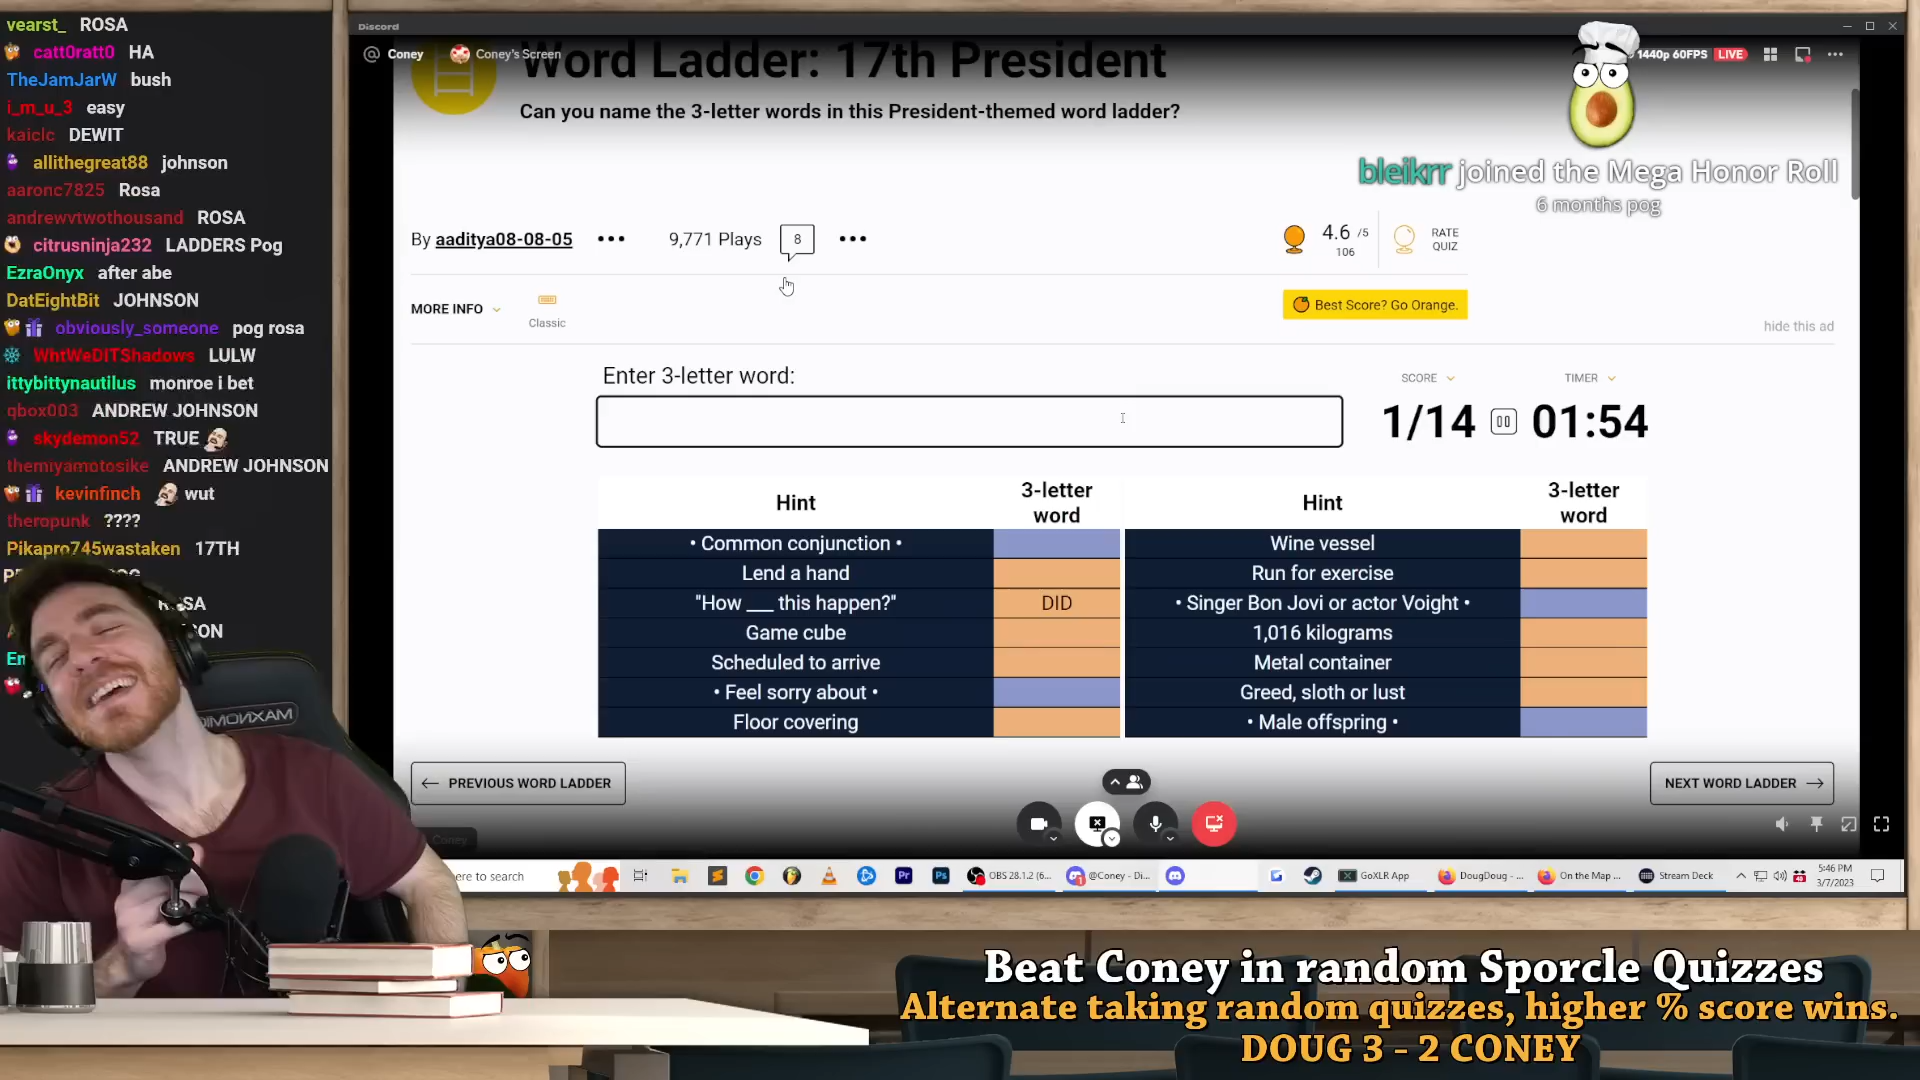 vearst_ ROSA
catt0ratt0 HA
TheJamJarW bush
i_m_u_3 easy
kaiclc DEWIT
allithegreat88 johnson
aaronc7825 Rosa
andrewvtwothousand ROSA
citrusninja232 LADDERS Pog
EzraOnyx after abe
DatEightBit JOHNSON
obviously_someone pog rosa
WhtWeDITShadows LULW
ittybittynautilus monroe i bet
qbox003 ANDREW JOHNSON
skydemon52 TRUE
themiyamotosike ANDREW JOHNSON
kevinfinch wut
theropunk ????
Pikapro745wastaken 17TH
Discord
@ Coney
Coney's Screen
1440p 60FPS LIVE
Word Ladder: 17th President
Can you name the 3-letter words in this President-themed word ladder?
bleikrr joined the Mega Honor Roll
6 months pog
By aaditya08-08-05
9,771 Plays
8
4.6 /5
106
RATE
QUIZ
MORE INFO
Classic
Best Score? Go Orange.
hide this ad
Enter 3-letter word:
SCORE
TIMER
1/14
01:54
Hint
3-letter
word
Hint
3-letter
word
• Common conjunction •
Wine vessel
Lend a hand
Run for exercise
"How ___ this happen?"
DID
• Singer Bon Jovi or actor Voight •
Game cube
1,016 kilograms
Scheduled to arrive
Metal container
• Feel sorry about •
Greed, sloth or lust
Floor covering
• Male offspring •
← PREVIOUS WORD LADDER
NEXT WORD LADDER →
Coney
MAXNOMIC
ere to search
Pr
Ps
OBS 28.1.2 (6...
@Coney - Di...
GoXLR App
DougDoug - ...
On the Map ...
Stream Deck
5:46 PM
3/7/2023
Beat Coney in random Sporcle Quizzes
Alternate taking random quizzes, higher % score wins.
DOUG 3 - 2 CONEY